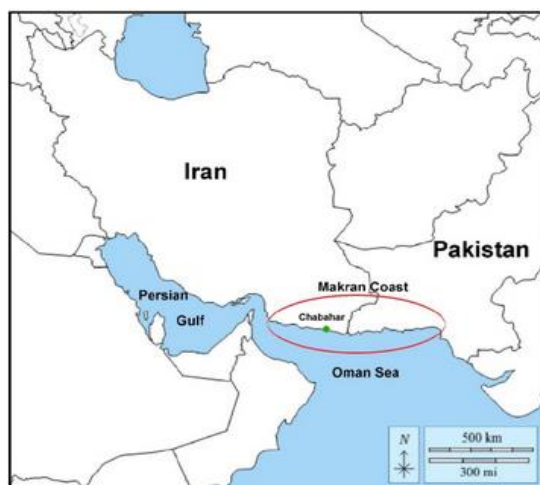 Iran
Pakistan
Makran Coast
Persian
Gulf
Chabahar
Oman Sea
N
500 km
300 mi